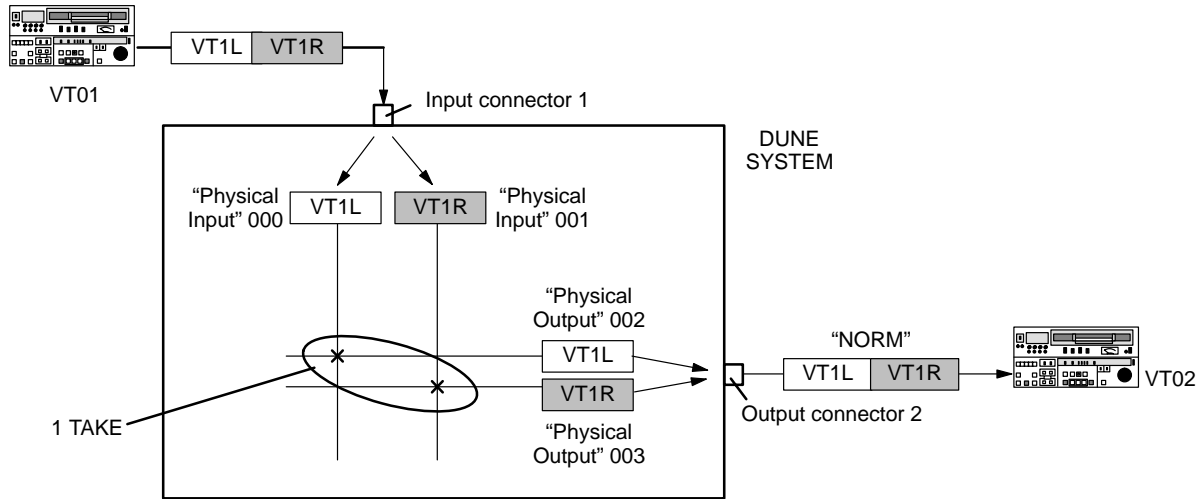 VT1L VT1R
VT01
Input connector 1
DUNE
SYSTEM
“Physical
Input” 000
VT1L
VT1R
“Physical
Input” 001
“Physical
Output” 002
VT1L
“NORM”
VT1L VT1R
VT02
VT1R
Output connector 2
1 TAKE
“Physical
Output” 003